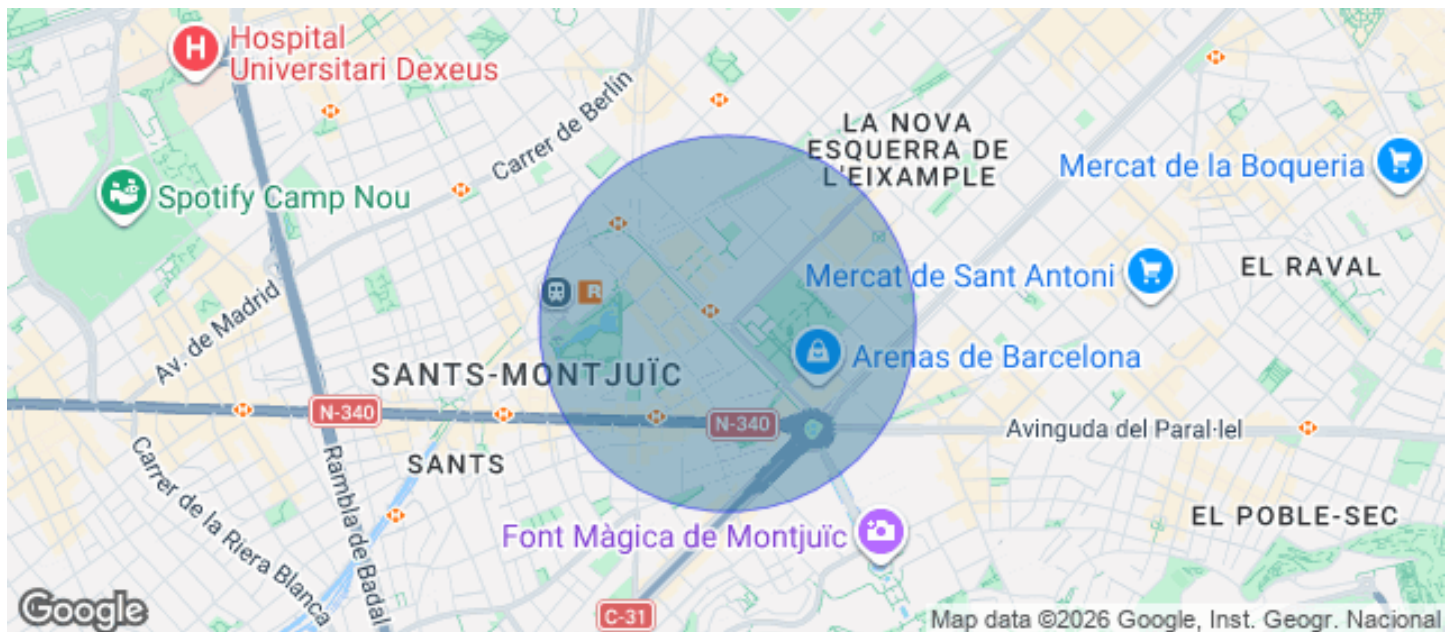 H
Hospital
Universitari Dexeus
Carrer de Berlín
LA NOVA
ESQUERRA DE
L'EIXAMPLE
Mercat de la Boqueria
Spotify Camp Nou
EL RAVAL
Mercat de Sant Antoni
R
Av. de Madrid
Arenas de Barcelona
SANTS-MONTJUÏC
N-340
N-340
Avinguda del Paral·lel
SANTS
Carrer de la Riera Blanca
Rambla de Badal
EL POBLE-SEC
Font Màgica de Montjuïc
C-31
Google
Map data ©2026 Google, Inst. Geogr. Nacional